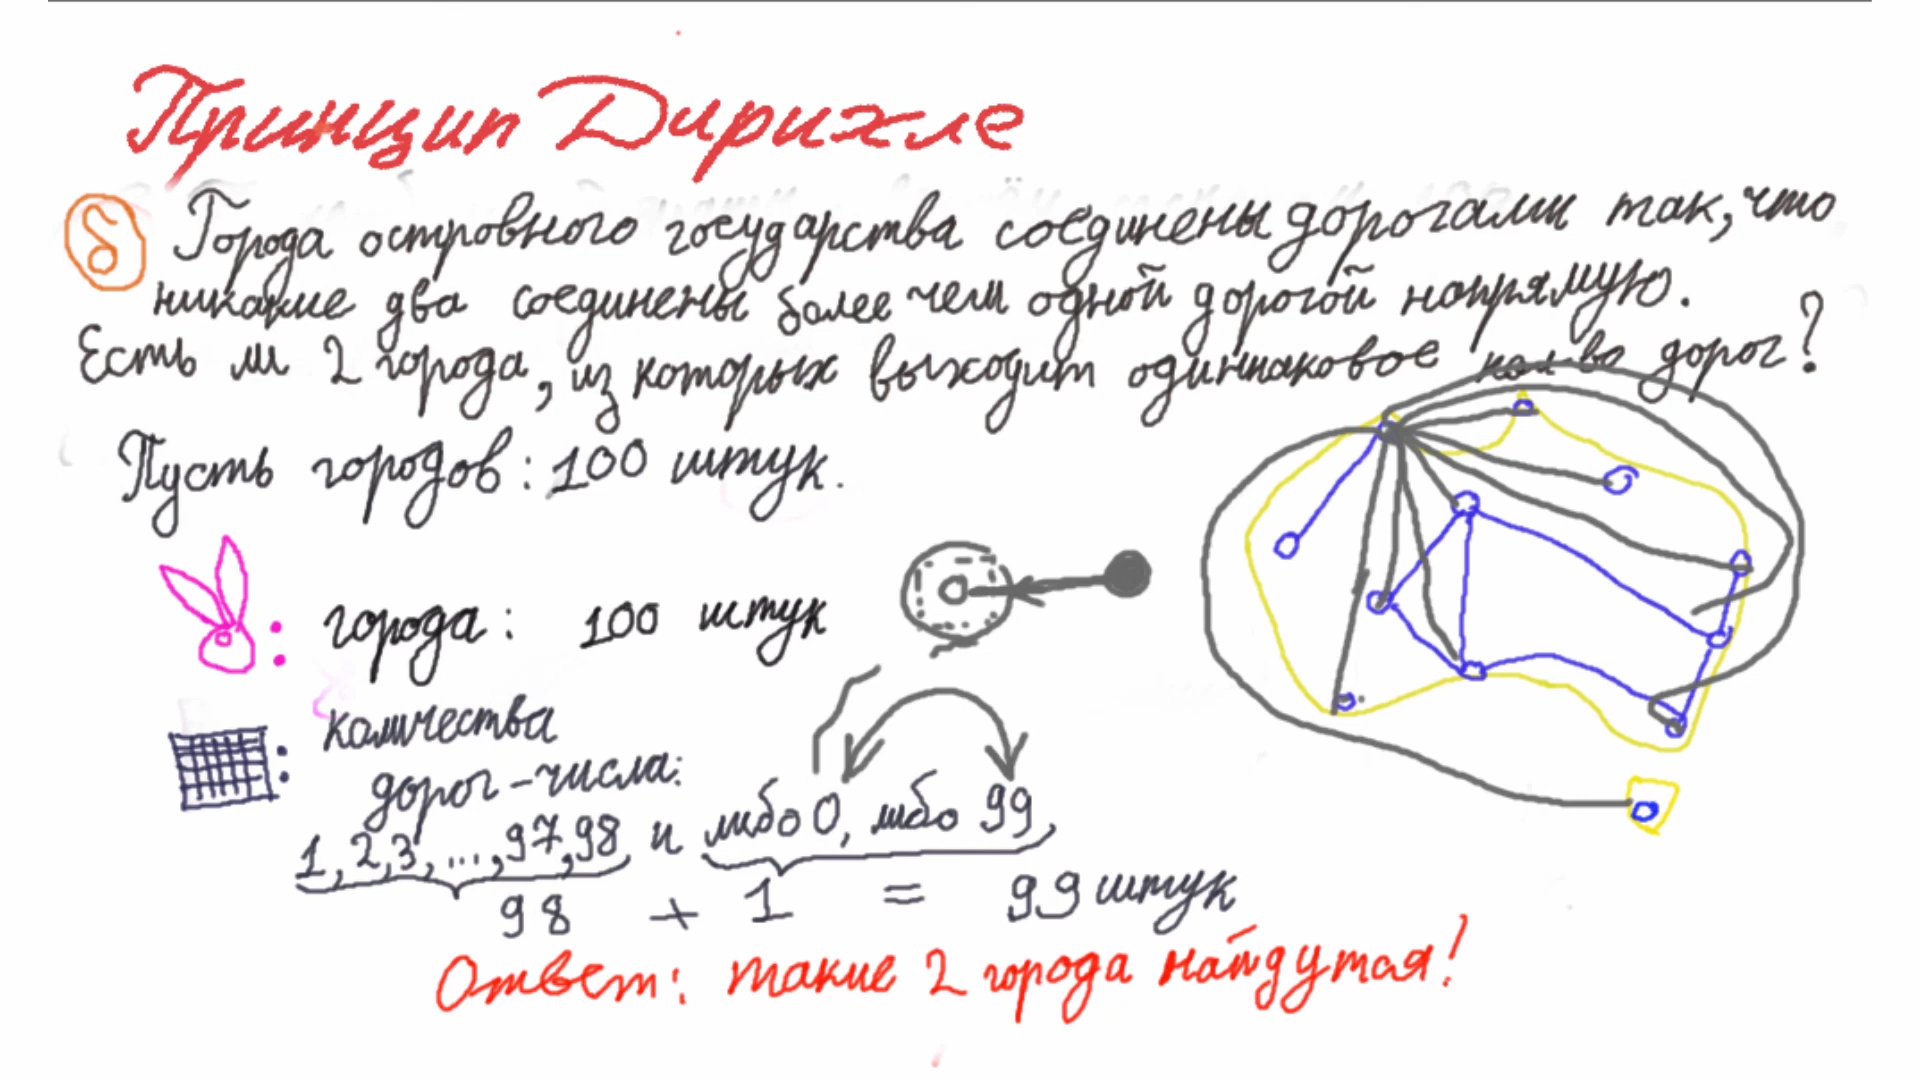 Принцип Дирихле
δ Города островного государства соединены дорогами так, что
никакие два соединены более чем одной дорогой напрямую.
Есть ли 2 города, из которых выходит одиннаковое кол-во дорог?
Пусть городов: 100 штук.
: города: 100 штук
: количества
дорог - числа:
1, 2, 3, ..., 97, 98 и либо 0, либо 99,
98 + 1 = 99 штук
Ответ: такие 2 города найдутся!